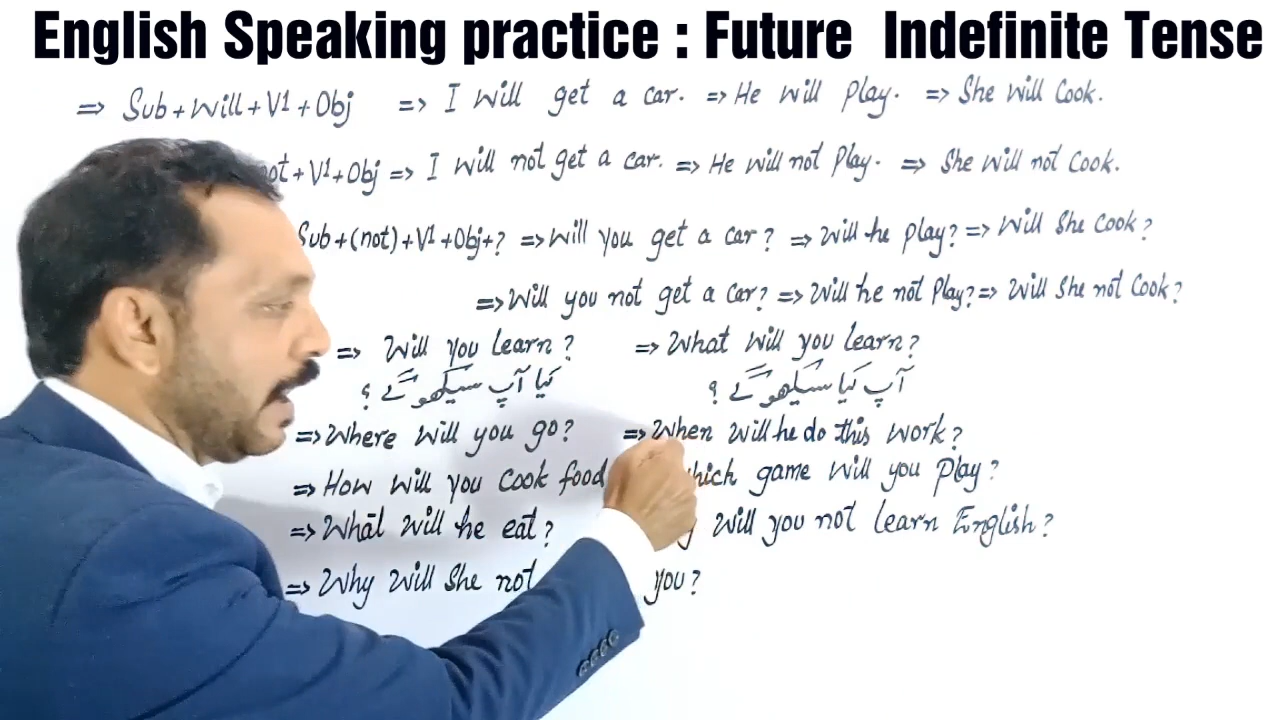 English Speaking practice : Future Indefinite Tense
=> Sub + will + V1 + Obj => I will get a car. => He will play. => She will Cook.
not + V1 + Obj => I will not get a car. => He will not Play. => She will not Cook.
Sub + (not) + V1 + Obj + ? => Will you get a car? => Will he play? => Will She Cook?
=> Will you not get a Car? => Will he not Play? => Will She not Cook?
=> Will you learn? => What will you learn?
کیا آپ سیکھو گے ؟ آپ کیا سیکھو گے ؟
=> Where will you go? => When will he do this work?
=> How will you Cook food game will you Play?
=> What will he eat? will you not learn English?
=> Why will She not you?